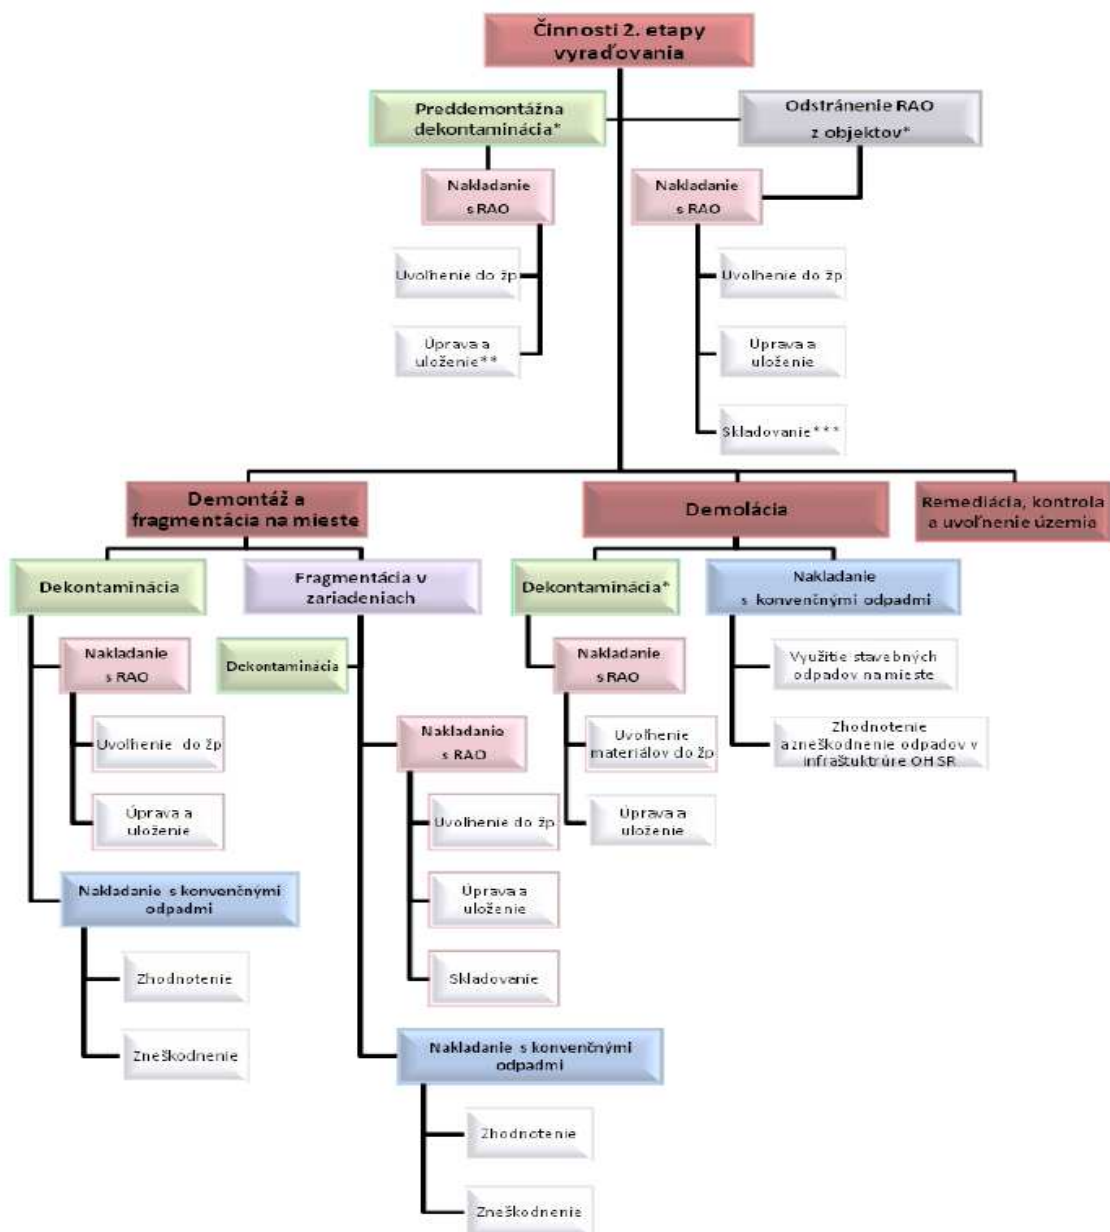 Činnosti 2. etapy
vyraďovania
Preddemontážna
dekontaminácia*
Odstránenie RAO
z objektov*
Nakladanie
s RAO
Nakladanie
s RAO
Uvoľnenie do žp
Uvoľnenie do žp
Úprava a
uloženie**
Úprava a
uloženie
Skladovanie***
Demontáž a
fragmentácia na mieste
Demolácia
Remediácia, kontrola
a uvoľnenie územia
Dekontaminácia
Fragmentácia v
zariadeniach
Dekontaminácia*
Nakladanie
s konvenčnými odpadmi
Nakladanie
s RAO
Dekontaminácia
Nakladanie
s RAO
Využitie stavebných
odpadov na mieste
Uvoľnenie do žp
Nakladanie
s RAO
Uvoľnenie
materiálov do žp
Zhodnotenie
azneškodnenie odpadov v
infraštuktrúre OH SR
Úprava a
uloženie
Uvoľnenie do žp
Úprava a
uloženie
Nakladanie s konvenčnými
odpadmi
Úprava a
uloženie
Zhodnotenie
Skladovanie
Zneškodnenie
Nakladanie s konvenčnými
odpadmi
Zhodnotenie
Zneškodnenie